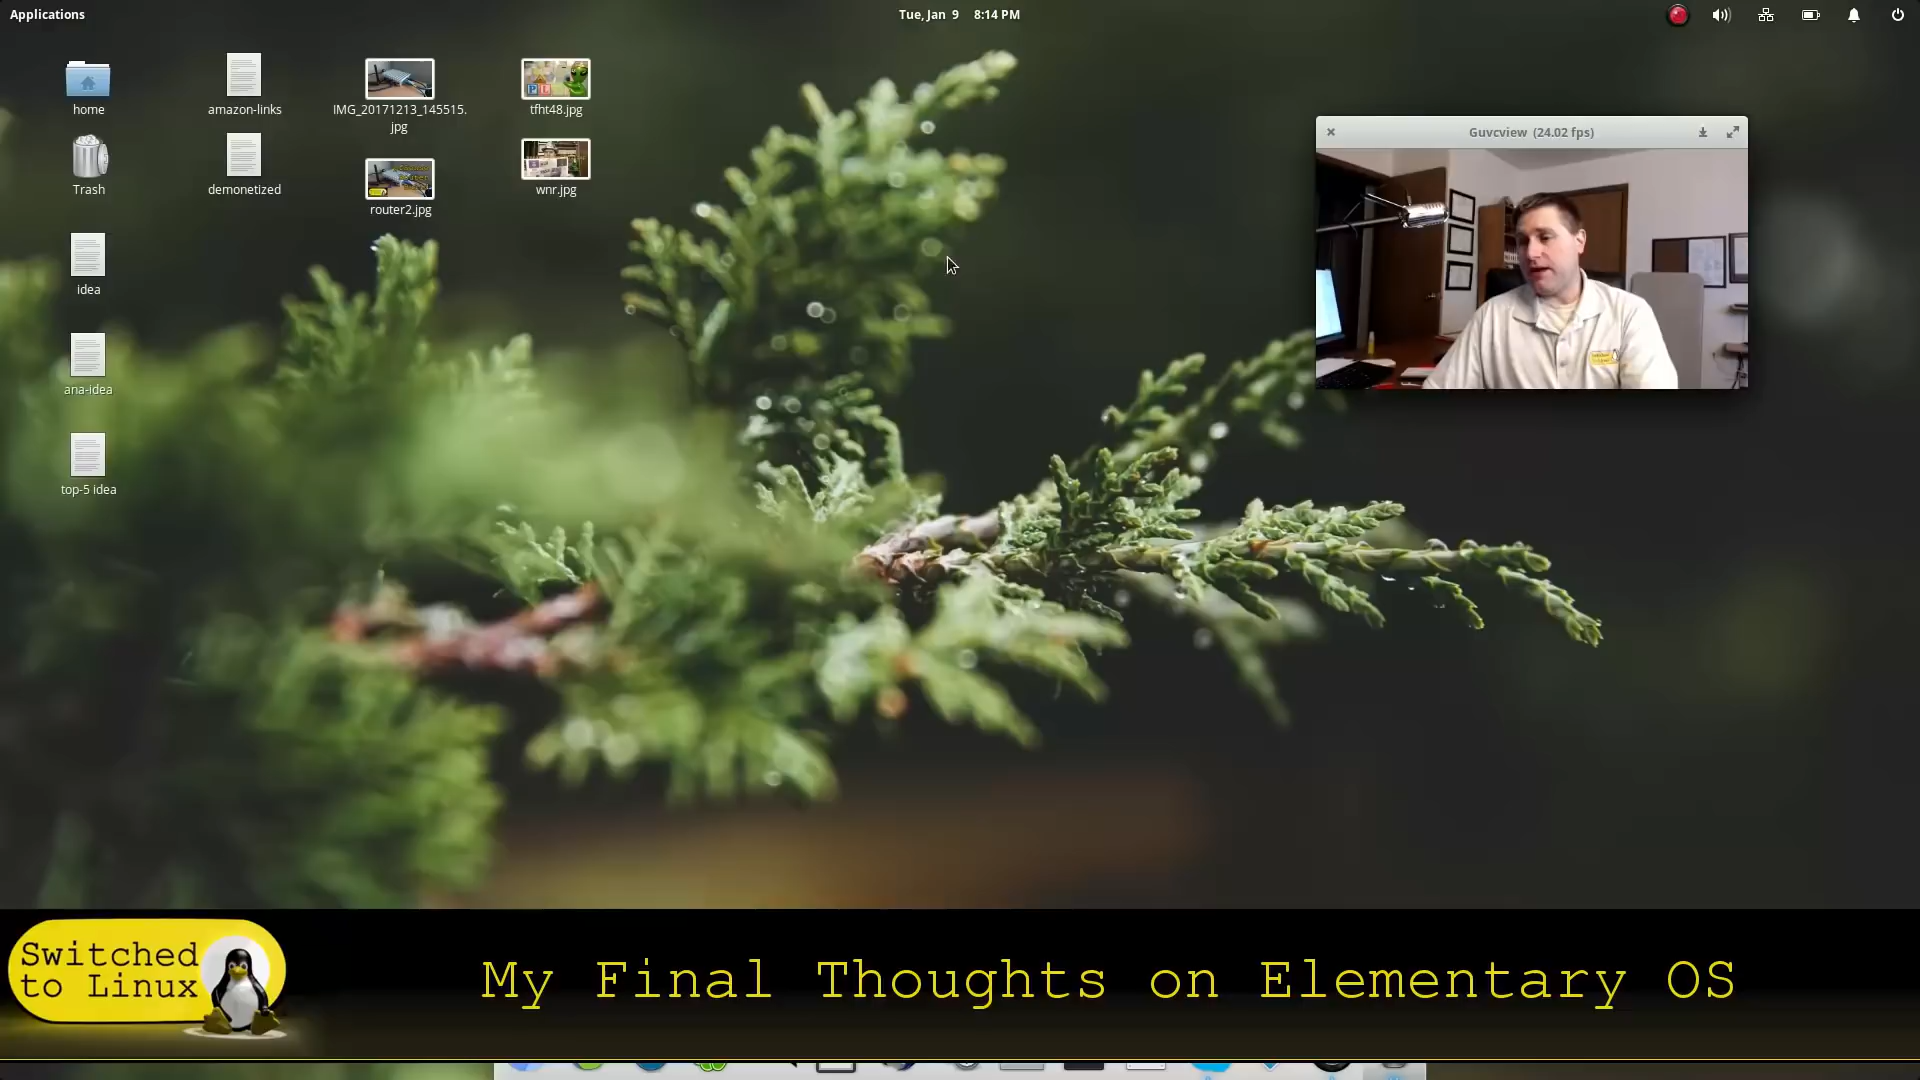 Applications
Tue, Jan 9 8:14 PM
home
amazon-links
IMG_20171213_145515.
jpg
tfht48.jpg
Trash
demonetized
router2.jpg
wnr.jpg
idea
ana-idea
top-5 idea
Guvcview (24.02 fps)
Switched
to Linux
My Final Thoughts on Elementary OS